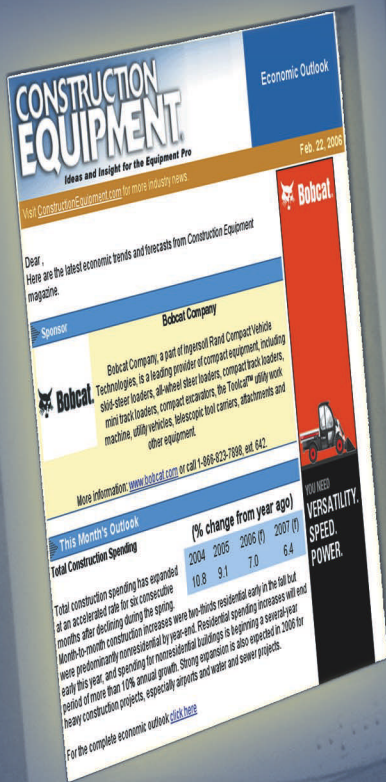 CONSTRUCTION
EQUIPMENT
Ideas and Insight for the Equipment Pro
Economic Outlook
Visit ConstructionEquipment.com for more industry news
Feb. 22, 2006
Bobcat
Dear ,
Here are the latest economic trends and forecasts from Construction Equipment
magazine.
Sponsor
Bobcat Company
Bobcat.
Bobcat Company, a part of Ingersoll Rand Compact Vehicle
Technologies, is a leading provider of compact equipment, including
skid-steer loaders, all-wheel steer loaders, compact track loaders,
mini track loaders, compact excavators, the Toolcat™ utility work
machine, utility vehicles, telescopic tool carriers, attachments and
other equipment.
More information: www.bobcat.com or call 1-866-823-7898, ext. 642.
This Month's Outlook
Total Construction Spending
(% change from year ago)
2004 2005 2006 (f) 2007 (f)
10.8 9.1 7.0 6.4
Total construction spending has expanded
at an accelerated rate for six consecutive
months after declining during the spring.
Month-to-month construction increases were two-thirds residential early in the fall but
were predominantly nonresidential by year-end. Residential spending increases will end
early this year, and spending for nonresidential buildings is beginning a several-year
period of more than 10% annual growth. Strong expansion is also expected in 2006 for
heavy construction projects, especially airports and water and sewer projects.
For the complete economic outlook click here
YOU NEED
VERSATILITY.
SPEED.
POWER.